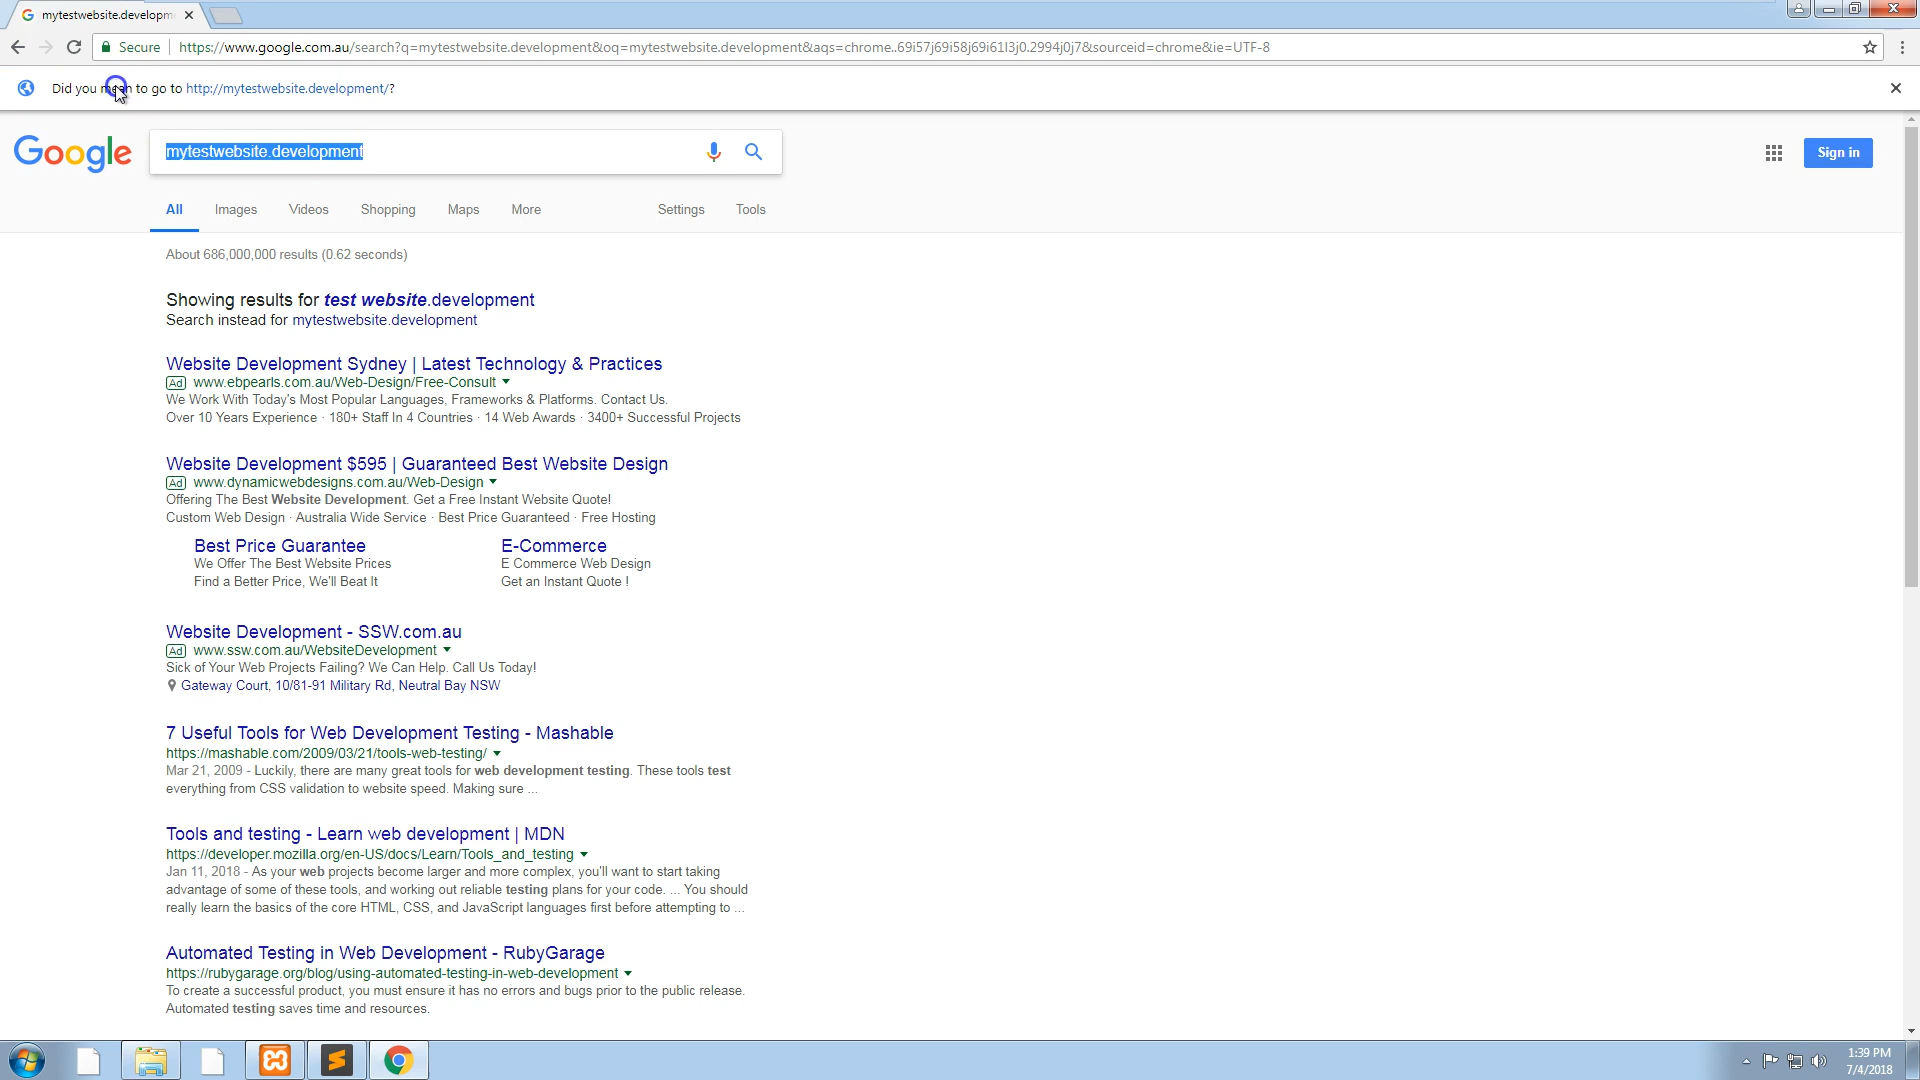 mytestwebsite.developm
Secure https://www.google.com.au/search?q=mytestwebsite.development&oq=mytestwebsite.development&aqs=chrome..69i57j69i58j69i61l3j0.2994j0j7&sourceid=chrome&ie=UTF-8
Did you mean to go to http://mytestwebsite.development/?
Google
mytestwebsite.development
Sign in
All Images Videos Shopping Maps More Settings Tools
About 686,000,000 results (0.62 seconds)
Showing results for test website.development
Search instead for mytestwebsite.development
Website Development Sydney | Latest Technology & Practices
Ad www.ebpearls.com.au/Web-Design/Free-Consult
We Work With Today's Most Popular Languages, Frameworks & Platforms. Contact Us.
Over 10 Years Experience · 180+ Staff In 4 Countries · 14 Web Awards · 3400+ Successful Projects
Website Development $595 | Guaranteed Best Website Design
Ad www.dynamicwebdesigns.com.au/Web-Design
Offering The Best Website Development. Get a Free Instant Website Quote!
Custom Web Design · Australia Wide Service · Best Price Guaranteed · Free Hosting
Best Price Guarantee E-Commerce
We Offer The Best Website Prices E Commerce Web Design
Find a Better Price, We'll Beat It Get an Instant Quote !
Website Development - SSW.com.au
Ad www.ssw.com.au/WebsiteDevelopment
Sick of Your Web Projects Failing? We Can Help. Call Us Today!
Gateway Court, 10/81-91 Military Rd, Neutral Bay NSW
7 Useful Tools for Web Development Testing - Mashable
https://mashable.com/2009/03/21/tools-web-testing/
Mar 21, 2009 - Luckily, there are many great tools for web development testing. These tools test
everything from CSS validation to website speed. Making sure ...
Tools and testing - Learn web development | MDN
https://developer.mozilla.org/en-US/docs/Learn/Tools_and_testing
Jan 11, 2018 - As your web projects become larger and more complex, you'll want to start taking
advantage of some of these tools, and working out reliable testing plans for your code. ... You should
really learn the basics of the core HTML, CSS, and JavaScript languages first before attempting to ...
Automated Testing in Web Development - RubyGarage
https://rubygarage.org/blog/using-automated-testing-in-web-development
To create a successful product, you must ensure it has no errors and bugs prior to the public release.
Automated testing saves time and resources.
1:39 PM
7/4/2018